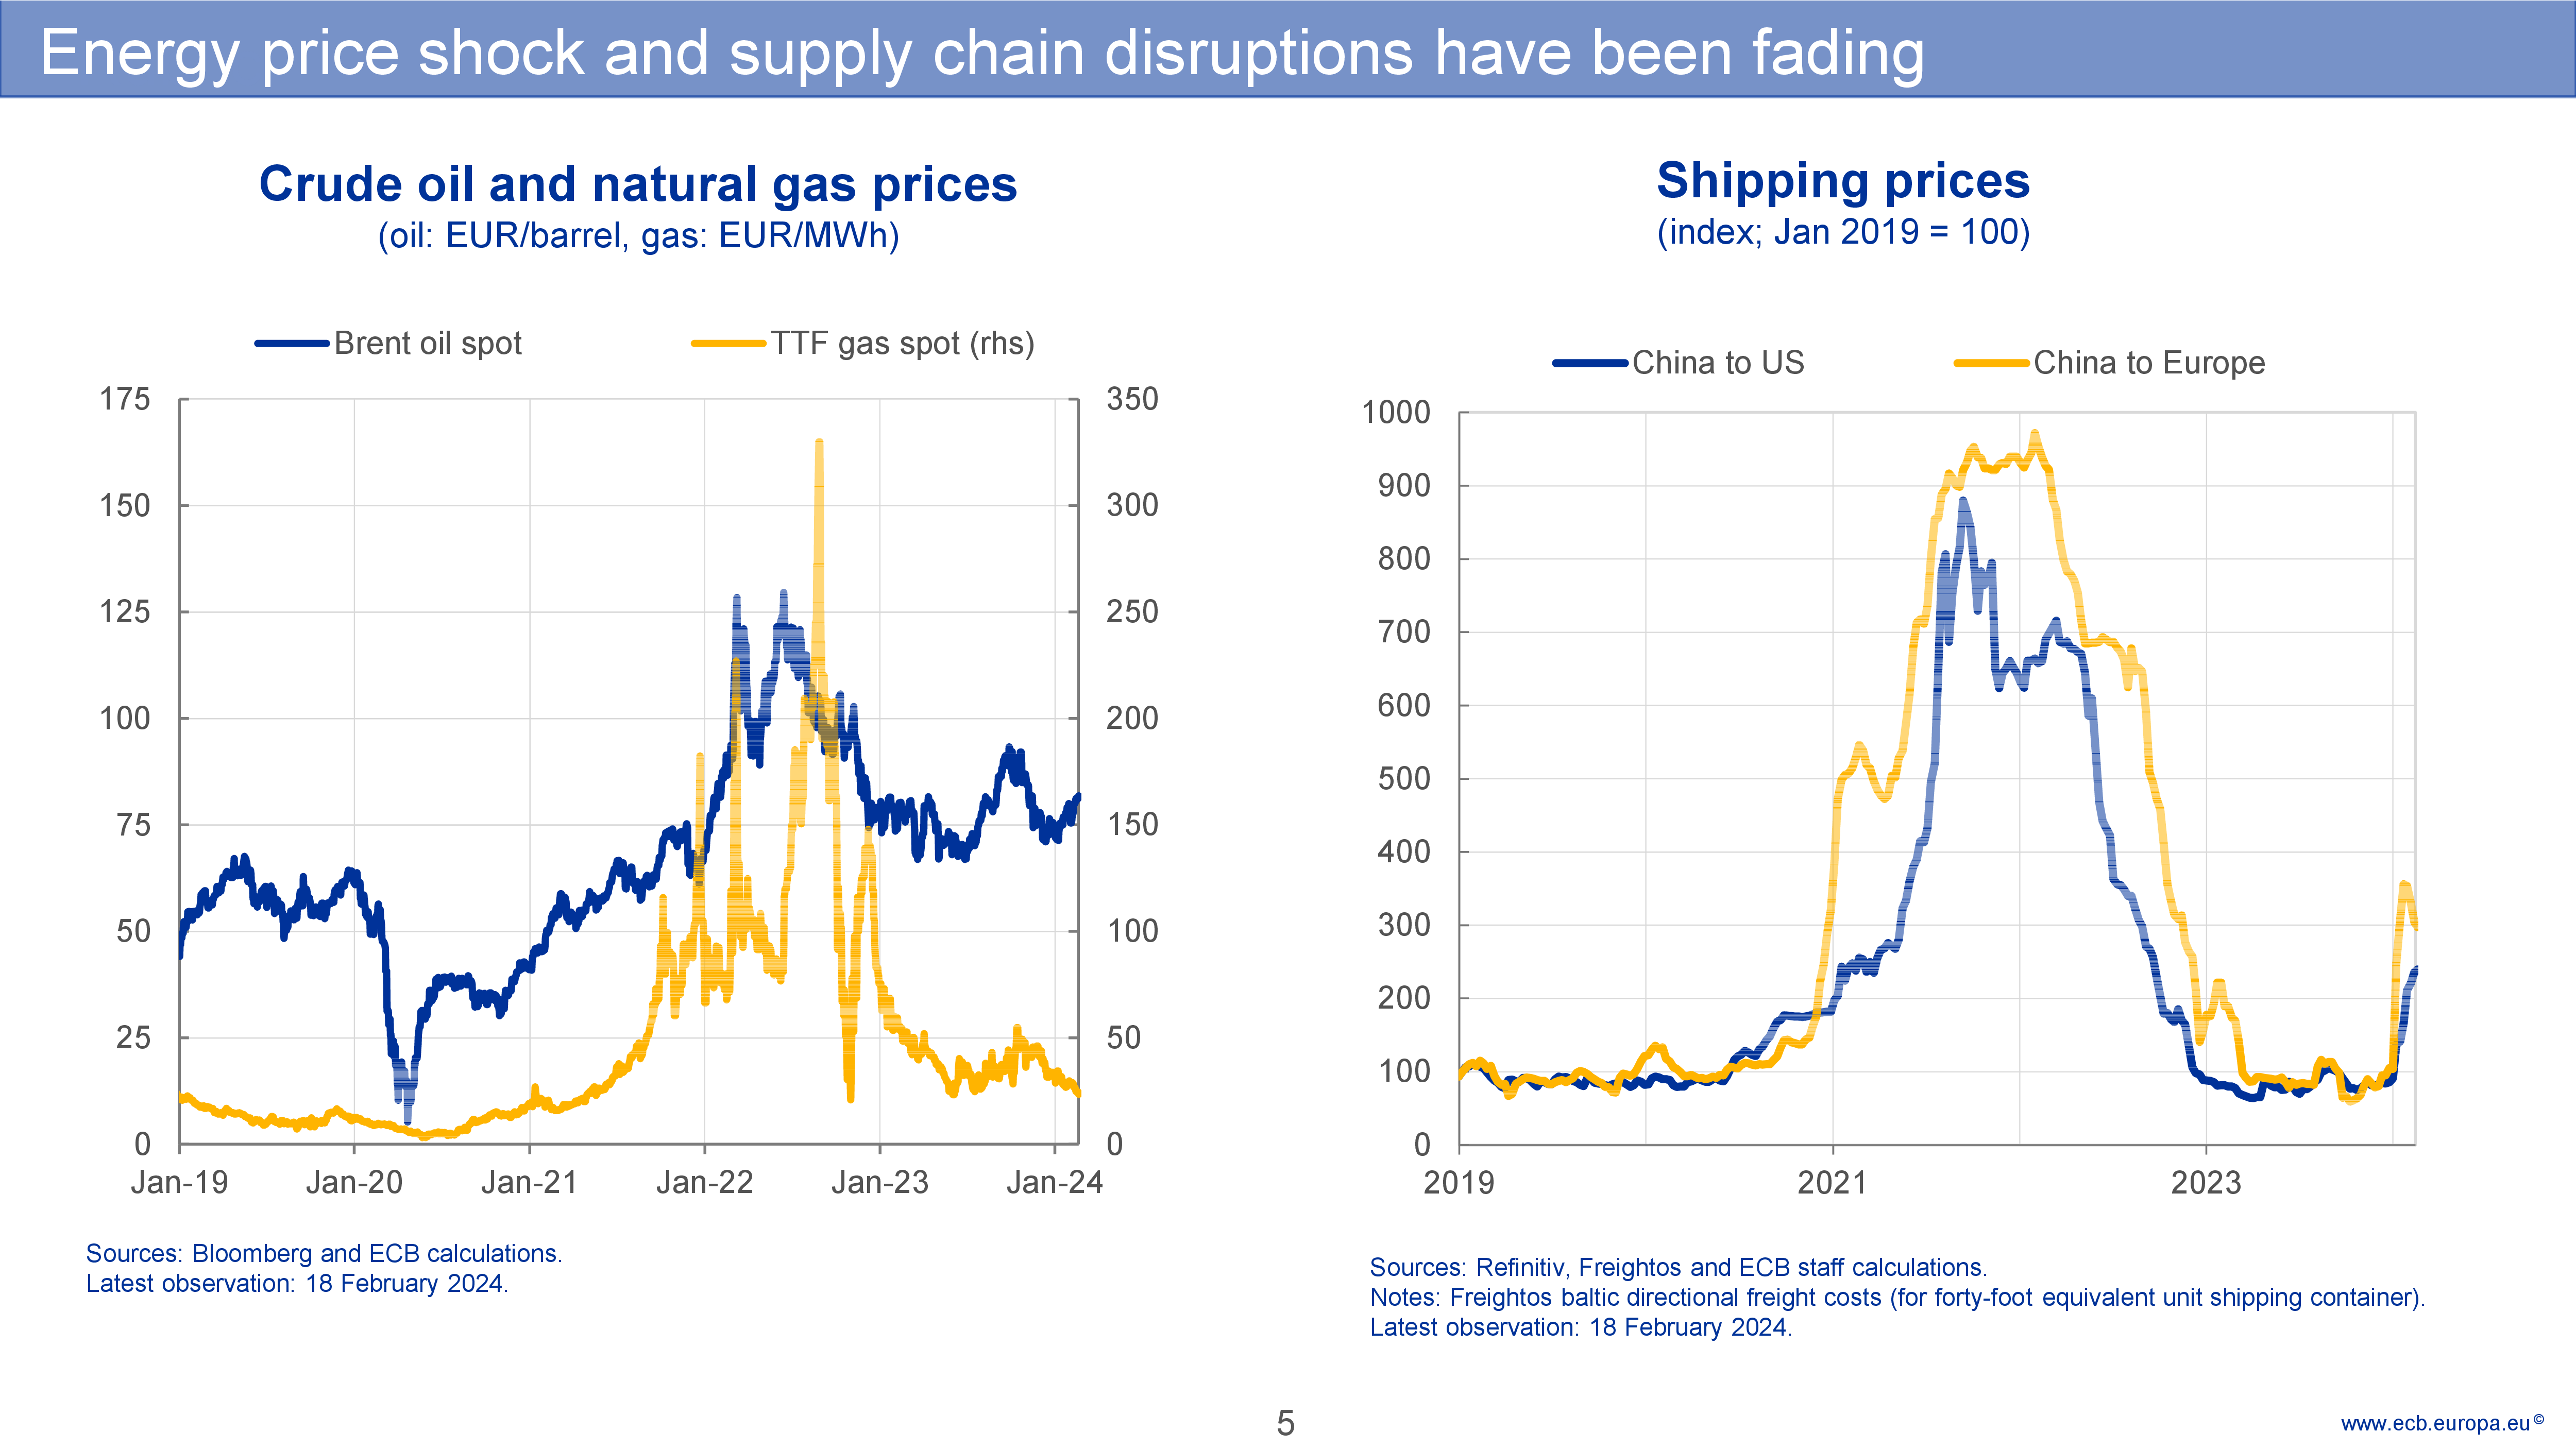 Energy price shock and supply chain disruptions have been fading
Crude oil and natural gas prices
(oil: EUR/barrel, gas: EUR/MWh)
Brent oil spot
TTF gas spot (rhs)
175
150
125
100
75
50
25
0
350
300
250
200
150
100
50
0
Jan-19
Jan-20
Jan-21
Jan-22
Jan-23
Jan-24
Sources: Bloomberg and ECB calculations.
Latest observation: 18 February 2024.
Shipping prices
(index; Jan 2019 = 100)
China to US
China to Europe
1000
900
800
700
600
500
400
300
200
100
0
2019
2021
2023
Sources: Refinitiv, Freightos and ECB staff calculations.
Notes: Freightos baltic directional freight costs (for forty-foot equivalent unit shipping container).
Latest observation: 18 February 2024.
5
www.ecb.europa.eu©